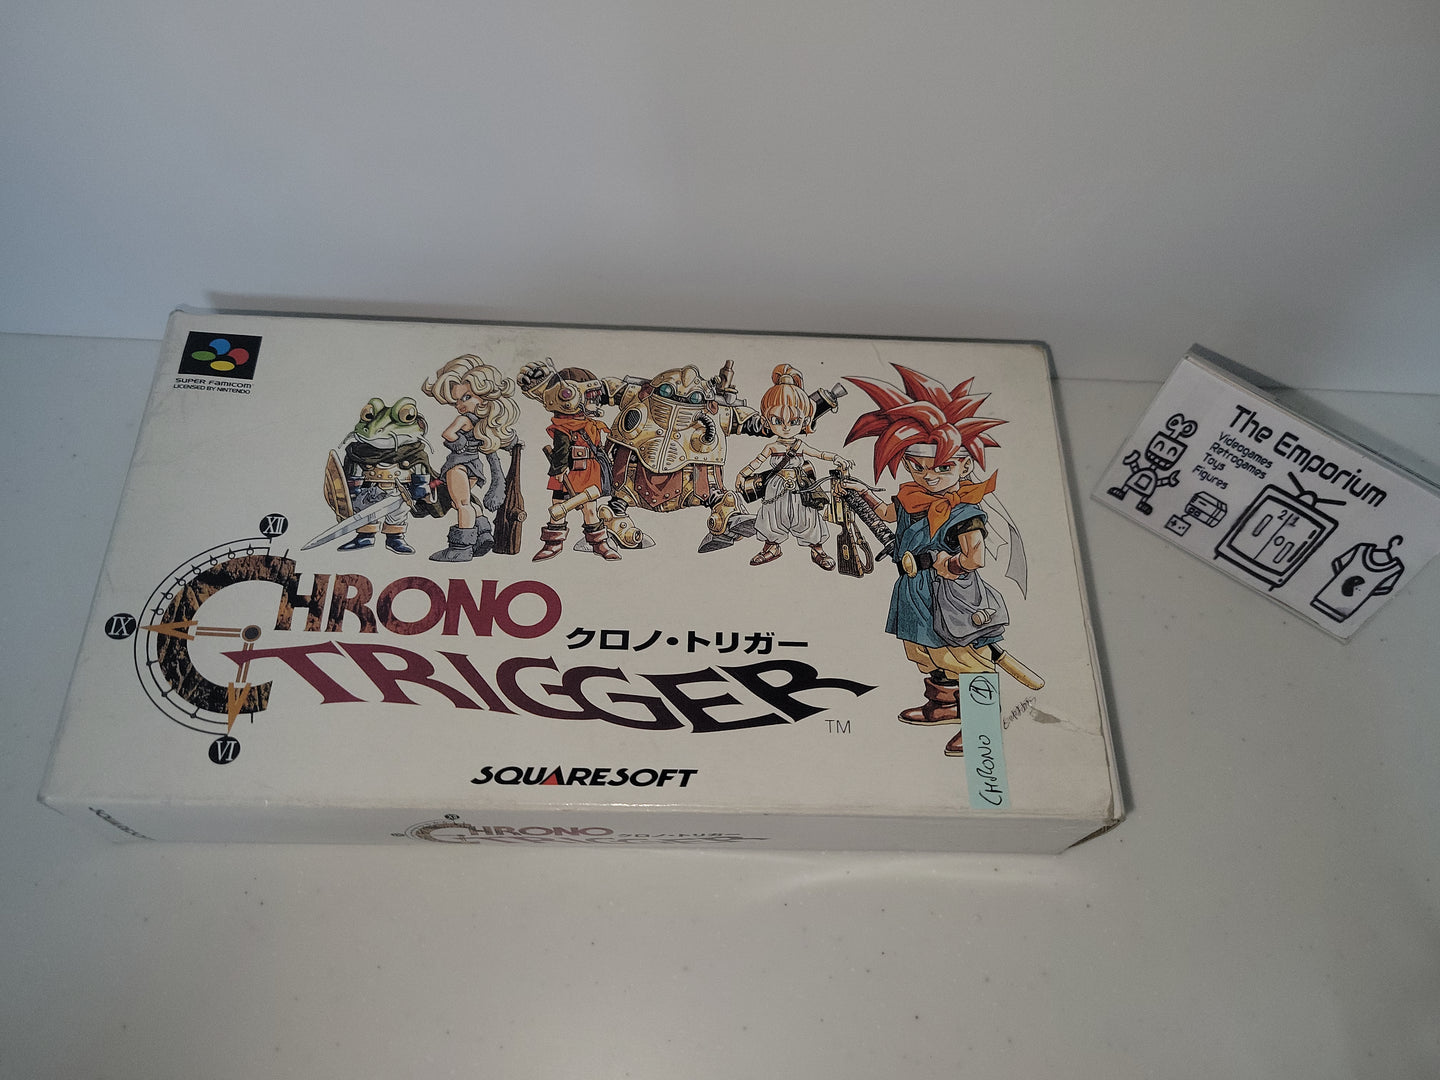 SUPER FAMICOM
LICENSED BY NINTENDO
XII
IX
VI
CHRONO
クロノ・トリガー
TRIGGER
TM
SQUARESOFT
CHRONO 1
CHRONO
クロノ・トリガー
TRIGGER
The Emporium
Videogames
Retrogames
Toys
Figures